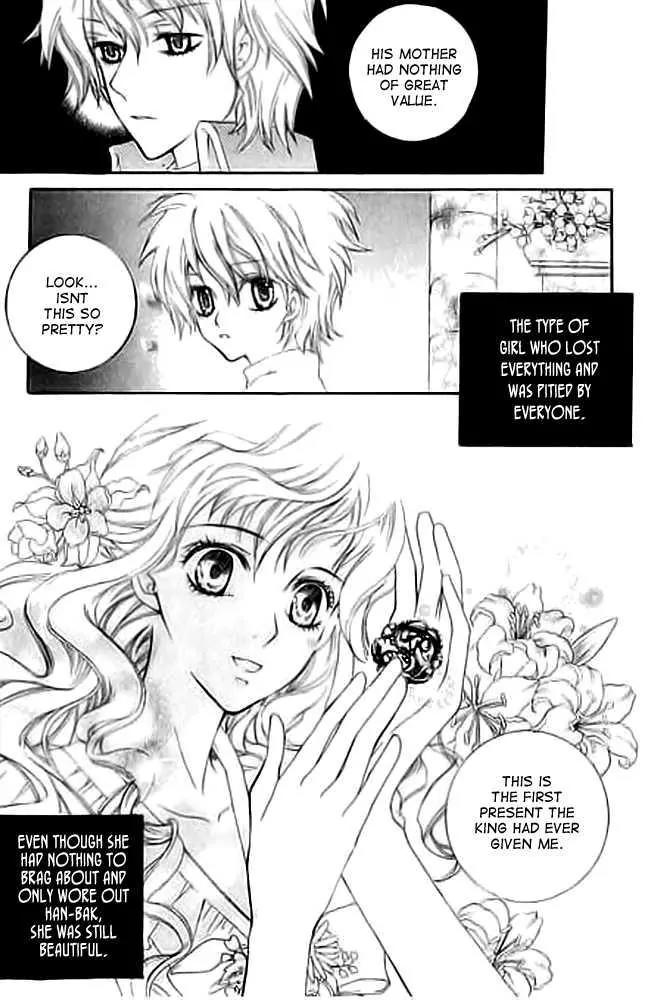 HIS MOTHER
HAD NOTHING
OF GREAT
VALUE.
LOOK...
ISNT
THIS SO
PRETTY?
THE TYPE OF
GIRL WHO LOST
EVERYTHING AND
WAS PITIED BY
EVERYONE.
THIS IS
THE FIRST
PRESENT THE
KING HAD EVER
GIVEN ME.
EVEN THOUGH SHE
HAD NOTHING TO
BRAG ABOUT AND
ONLY WORE OUT
HAN-BAK,
SHE WAS STILL
BEAUTIFUL.